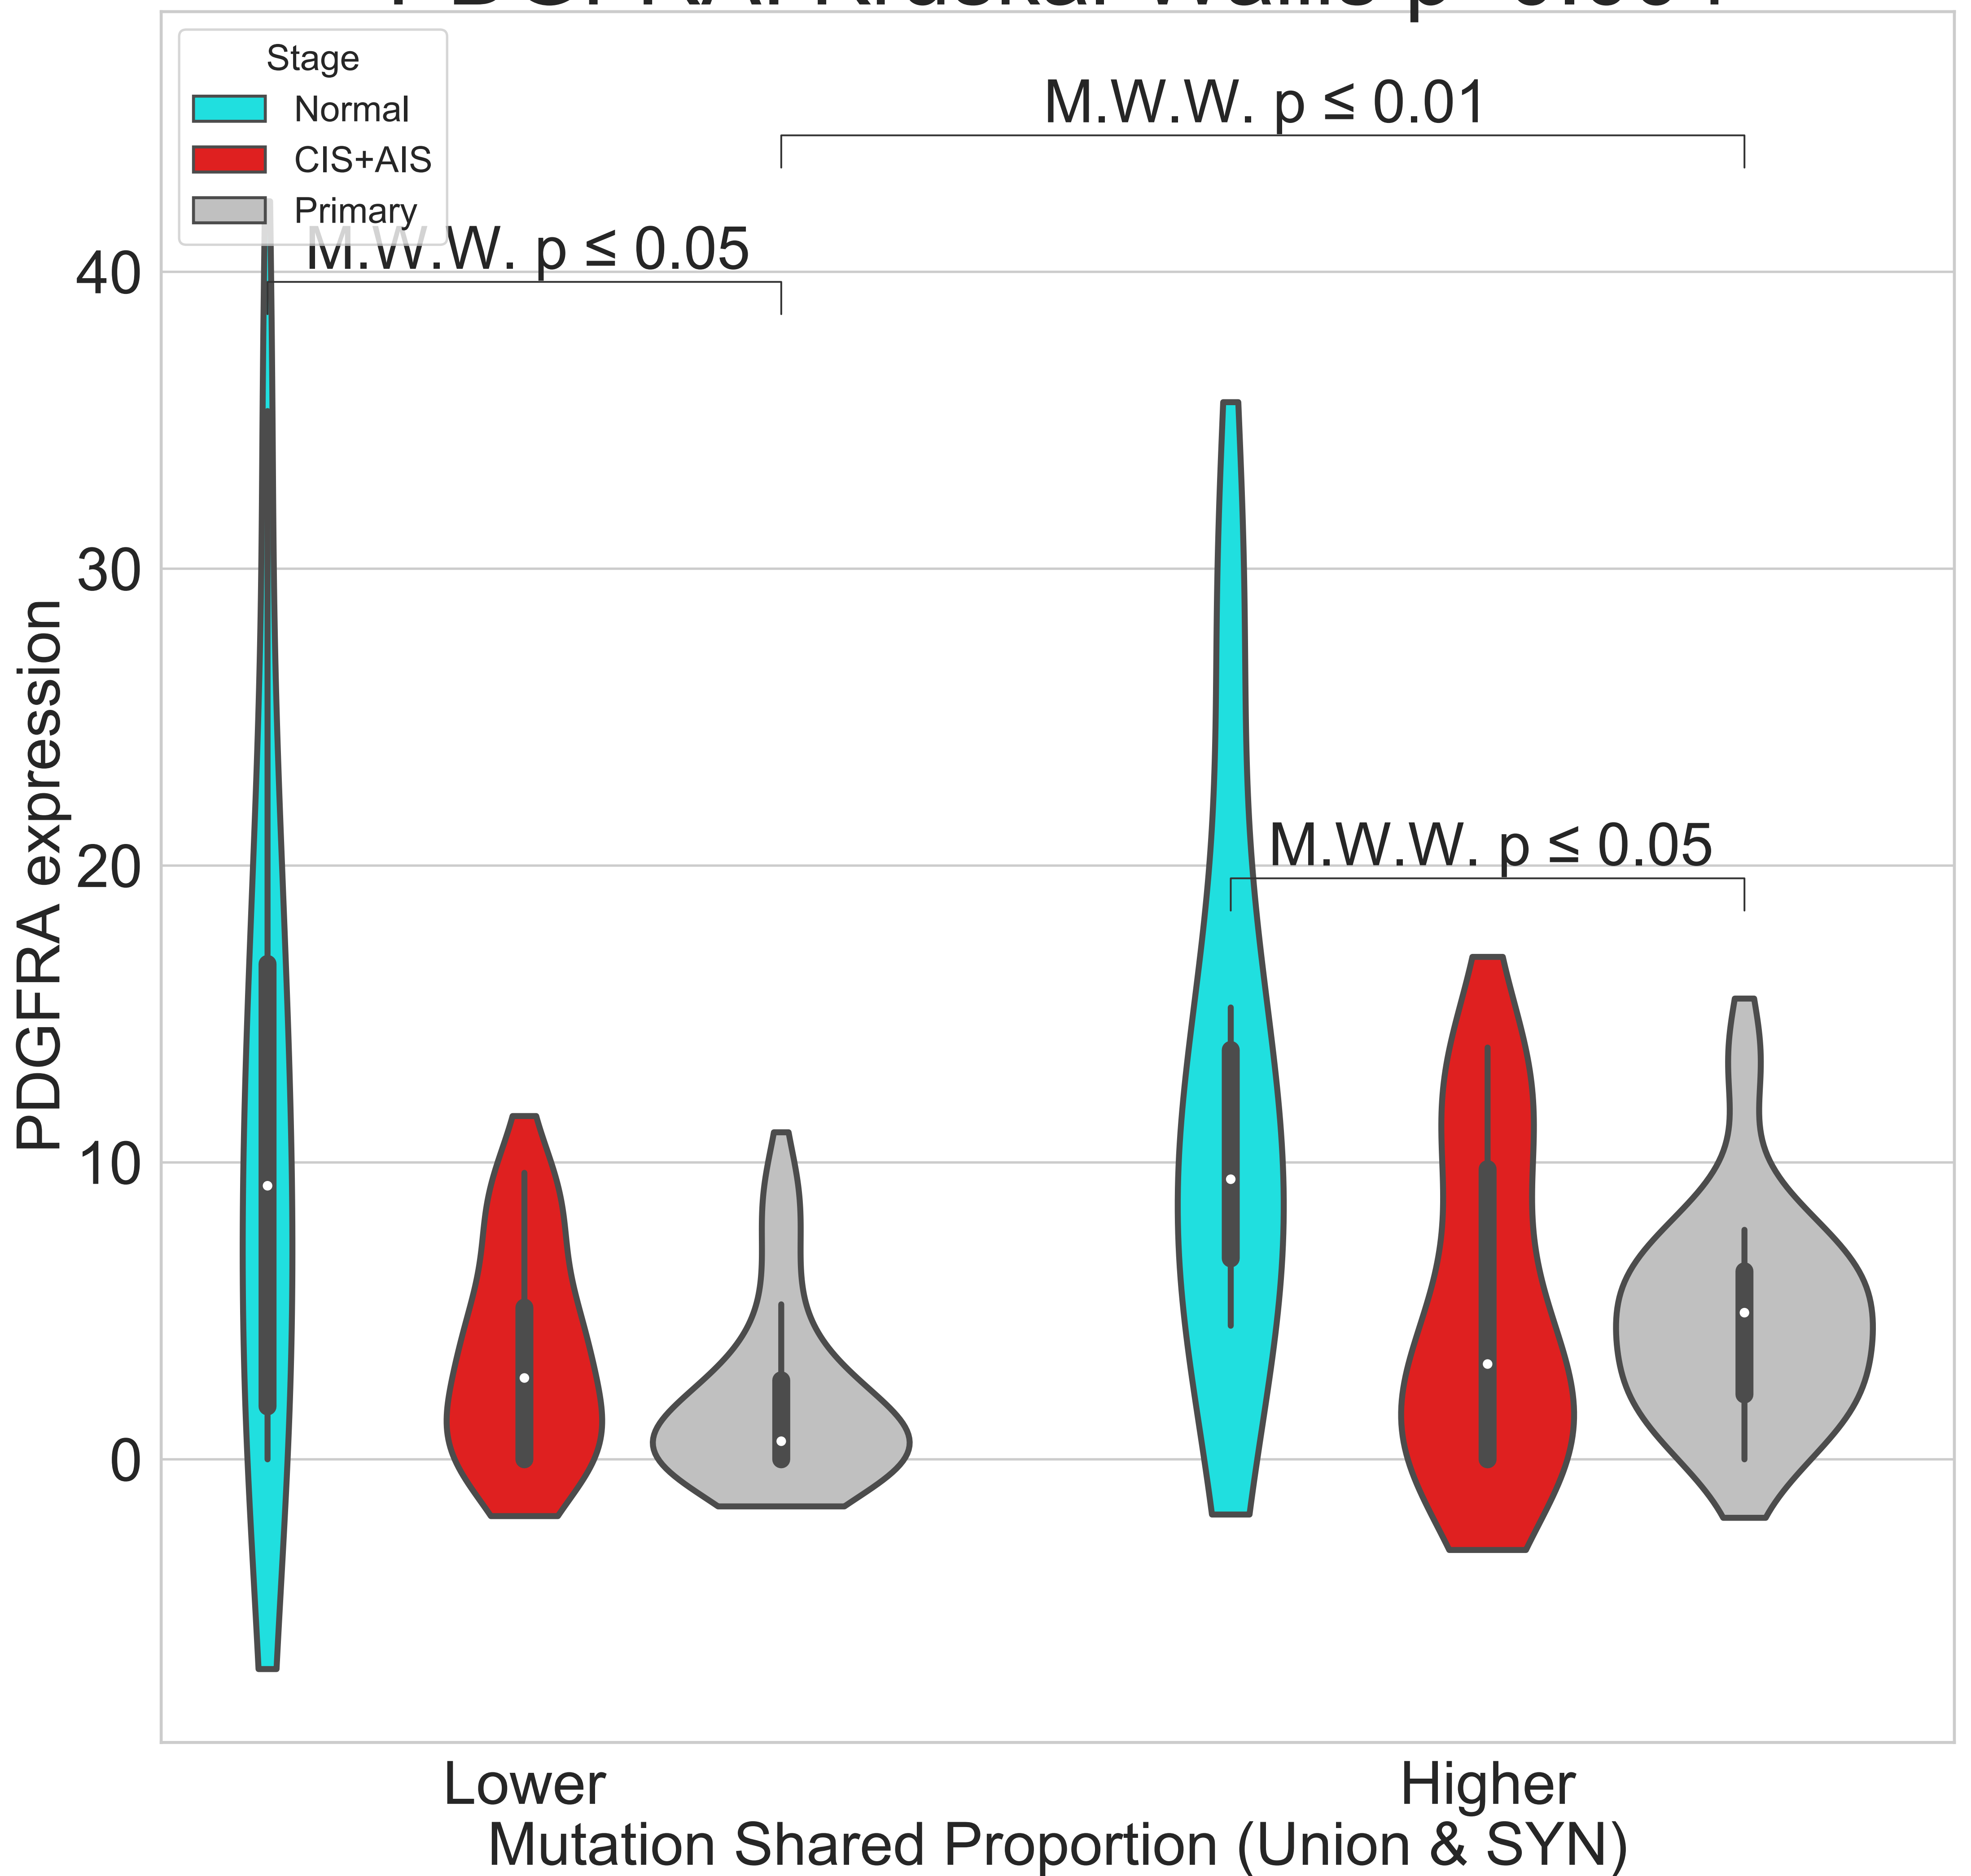 Stage
Normal
CIS+AIS
Primary
M.W.W. p ≤ 0.01
M.W.W. p ≤ 0.05
M.W.W. p ≤ 0.05
40
30
20
10
0
PDGFRA expression
Lower
Higher
Mutation Shared Proportion (Union & SYN)